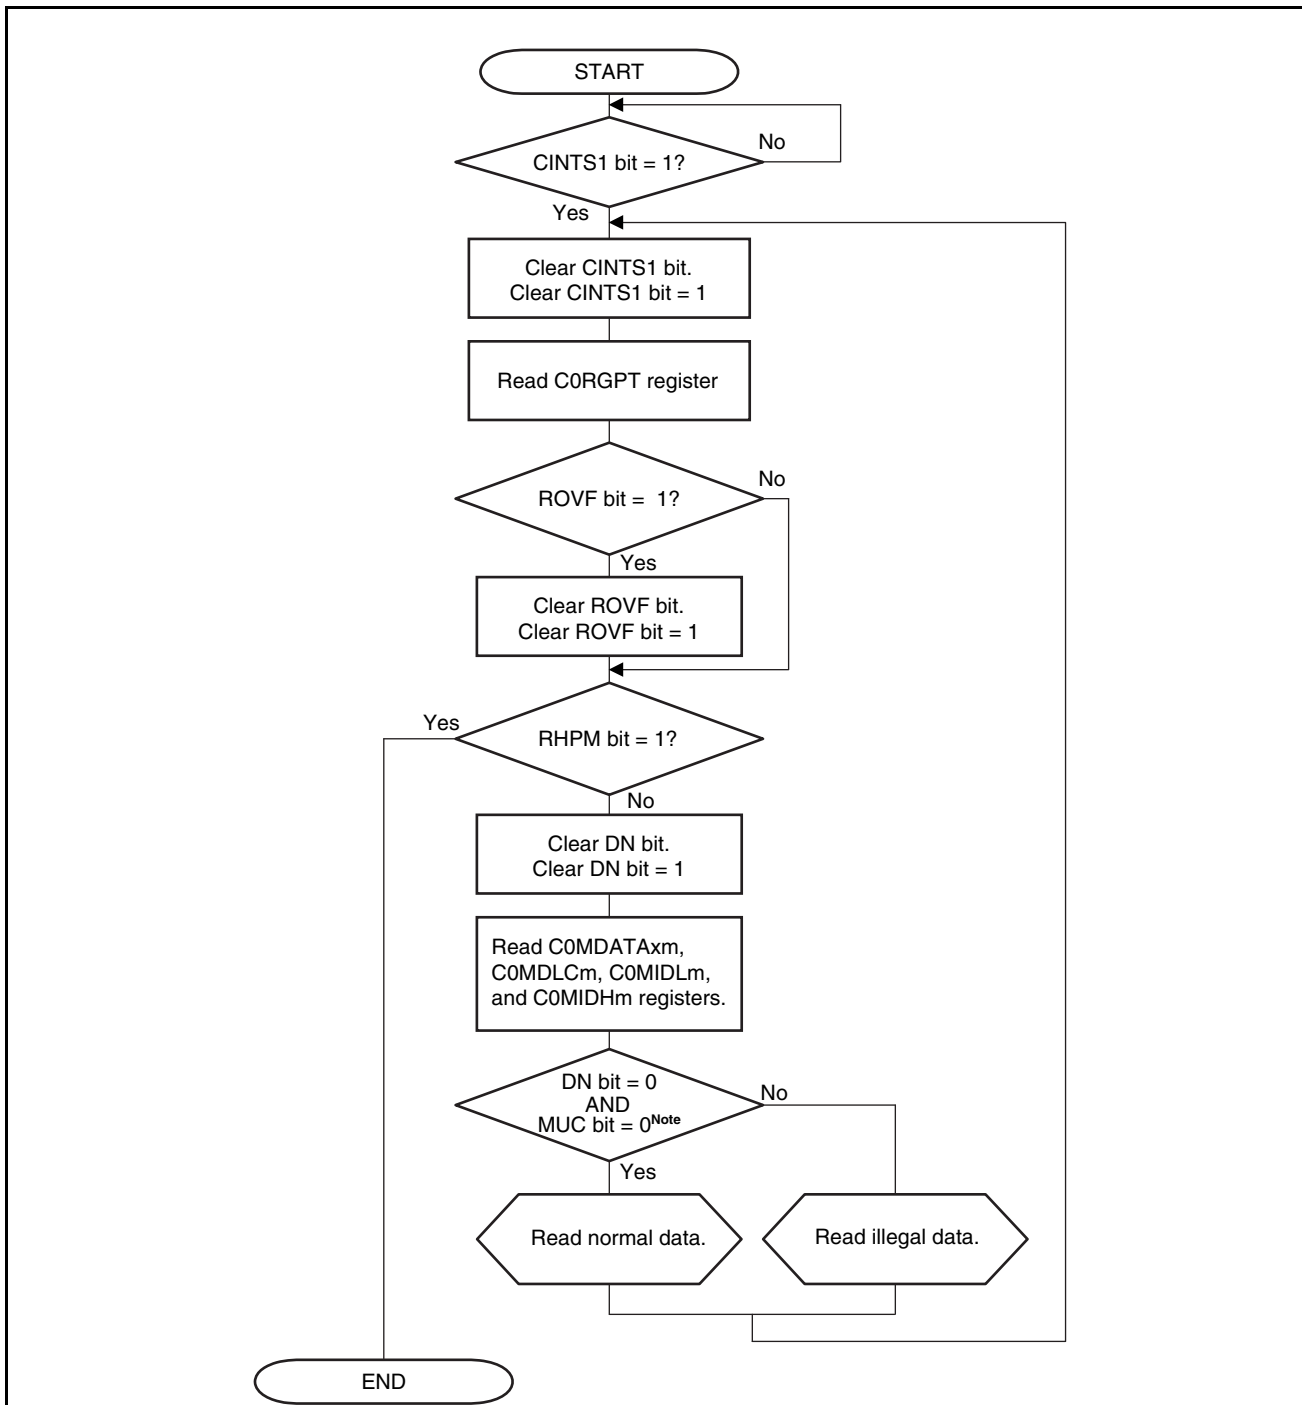 START
CINTS1 bit = 1?
No
Yes
Clear CINTS1 bit.
Clear CINTS1 bit = 1
Read C0RGPT register
ROVF bit =  1?
No
Yes
Clear ROVF bit.
Clear ROVF bit = 1
Yes
RHPM bit = 1?
No
Clear DN bit.
Clear DN bit = 1
Read C0MDATAxm,
C0MDLCm, C0MIDLm,
and C0MIDHm registers.
DN bit = 0
AND
MUC bit = 0Note
No
Yes
Read normal data.
Read illegal data.
END